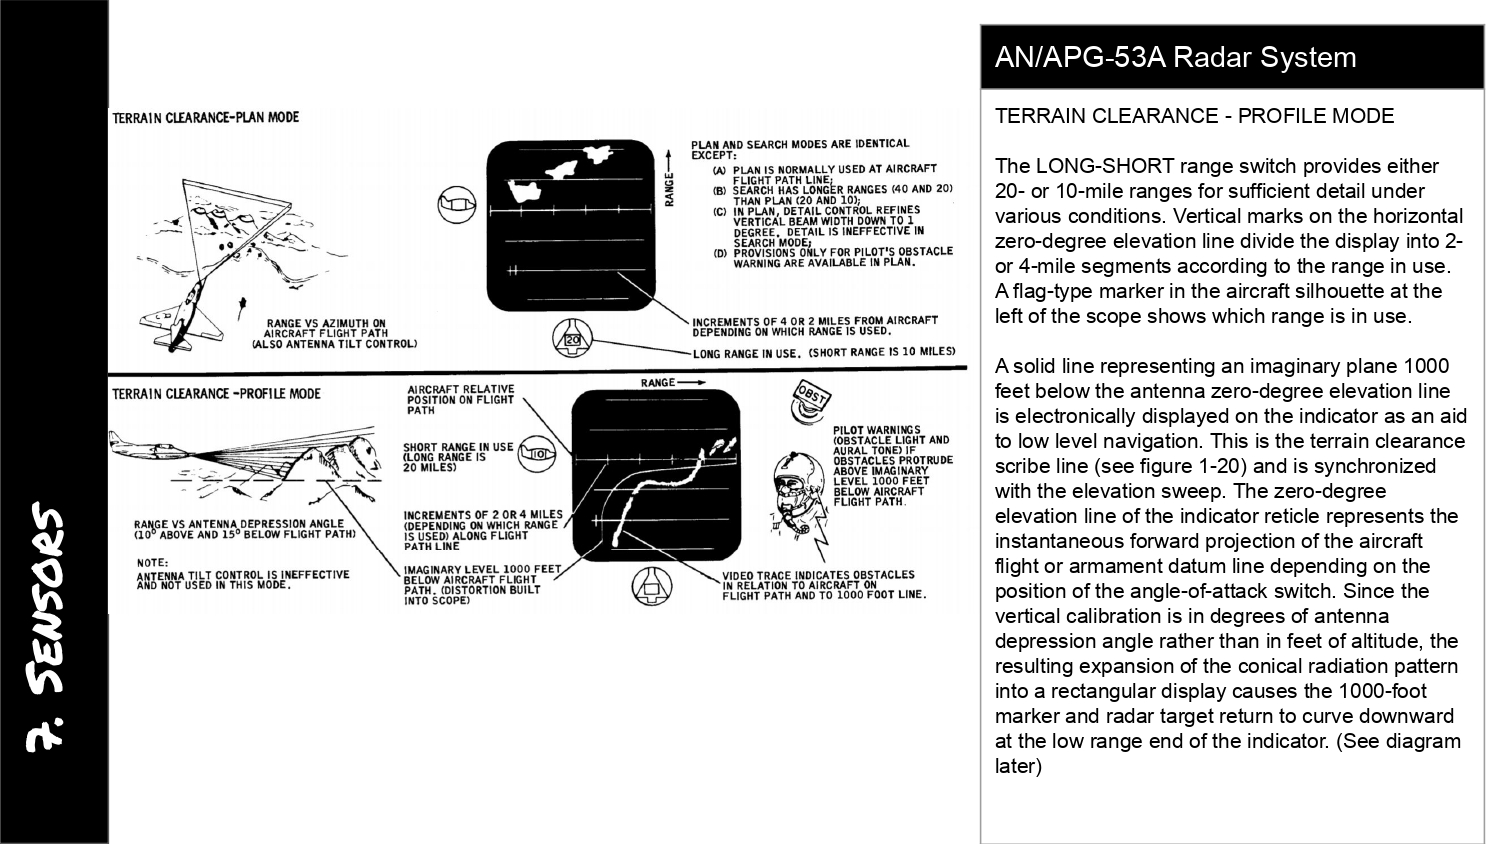 7. SENSORS
TERRAIN CLEARANCE-PLAN MODE
RANGE
PLAN AND SEARCH MODES ARE IDENTICAL
EXCEPT:
(A) PLAN IS NORMALLY USED AT AIRCRAFT
FLIGHT PATH LINE;
(B) SEARCH HAS LONGER RANGES (40 AND 20)
THAN PLAN (20 AND 10);
(C) IN PLAN, DETAIL CONTROL REFINES
VERTICAL BEAM WIDTH DOWN TO 1
DEGREE. DETAIL IS INEFFECTIVE IN
SEARCH MODE;
(D) PROVISIONS ONLY FOR PILOT'S OBSTACLE
WARNING ARE AVAILABLE IN PLAN.
RANGE VS AZIMUTH ON
AIRCRAFT FLIGHT PATH
(ALSO ANTENNA TILT CONTROL)
20
INCREMENTS OF 4 OR 2 MILES FROM AIRCRAFT
DEPENDING ON WHICH RANGE IS USED.
LONG RANGE IN USE. (SHORT RANGE IS 10 MILES)
TERRAIN CLEARANCE -PROFILE MODE
AIRCRAFT RELATIVE
POSITION ON FLIGHT
PATH
RANGE
SHORT RANGE IN USE
(LONG RANGE IS
20 MILES)
10
OBST
PILOT WARNINGS
(OBSTACLE LIGHT AND
AURAL TONE) IF
OBSTACLES PROTRUDE
ABOVE IMAGINARY
LEVEL 1000 FEET
BELOW AIRCRAFT
FLIGHT PATH.
RANGE VS ANTENNA DEPRESSION ANGLE
(10° ABOVE AND 15° BELOW FLIGHT PATH)
NOTE:
ANTENNA TILT CONTROL IS INEFFECTIVE
AND NOT USED IN THIS MODE.
INCREMENTS OF 2 OR 4 MILES
(DEPENDING ON WHICH RANGE
IS USED) ALONG FLIGHT
PATH LINE
IMAGINARY LEVEL 1000 FEET
BELOW AIRCRAFT FLIGHT
PATH. (DISTORTION BUILT
INTO SCOPE)
VIDEO TRACE INDICATES OBSTACLES
IN RELATION TO AIRCRAFT ON
FLIGHT PATH AND TO 1000 FOOT LINE.
AN/APG-53A Radar System
TERRAIN CLEARANCE - PROFILE MODE
The LONG-SHORT range switch provides either
20- or 10-mile ranges for sufficient detail under
various conditions. Vertical marks on the horizontal
zero-degree elevation line divide the display into 2-
or 4-mile segments according to the range in use.
A flag-type marker in the aircraft silhouette at the
left of the scope shows which range is in use.
A solid line representing an imaginary plane 1000
feet below the antenna zero-degree elevation line
is electronically displayed on the indicator as an aid
to low level navigation. This is the terrain clearance
scribe line (see figure 1-20) and is synchronized
with the elevation sweep. The zero-degree
elevation line of the indicator reticle represents the
instantaneous forward projection of the aircraft
flight or armament datum line depending on the
position of the angle-of-attack switch. Since the
vertical calibration is in degrees of antenna
depression angle rather than in feet of altitude, the
resulting expansion of the conical radiation pattern
into a rectangular display causes the 1000-foot
marker and radar target return to curve downward
at the low range end of the indicator. (See diagram
later)